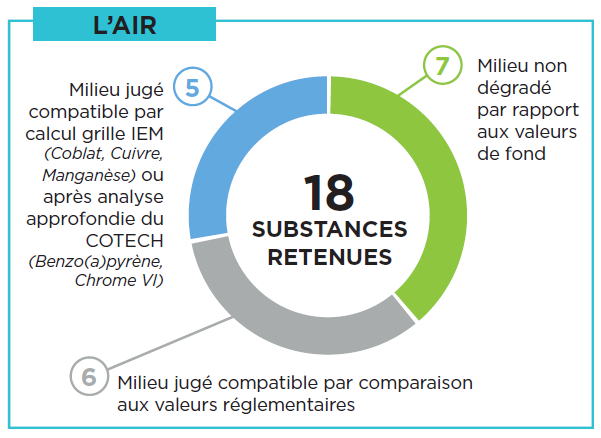 L'AIR
5
Milieu jugé
compatible par
calcul grille IEM
(Coblat, Cuivre,
Manganèse) ou
après analyse
approfondie du
COTECH
(Benzo(a)pyrène,
Chrome VI)
7
Milieu non
dégradé
par rapport
aux valeurs
de fond
18
SUBSTANCES
RETENUES
6
Milieu jugé compatible par comparaison
aux valeurs réglementaires